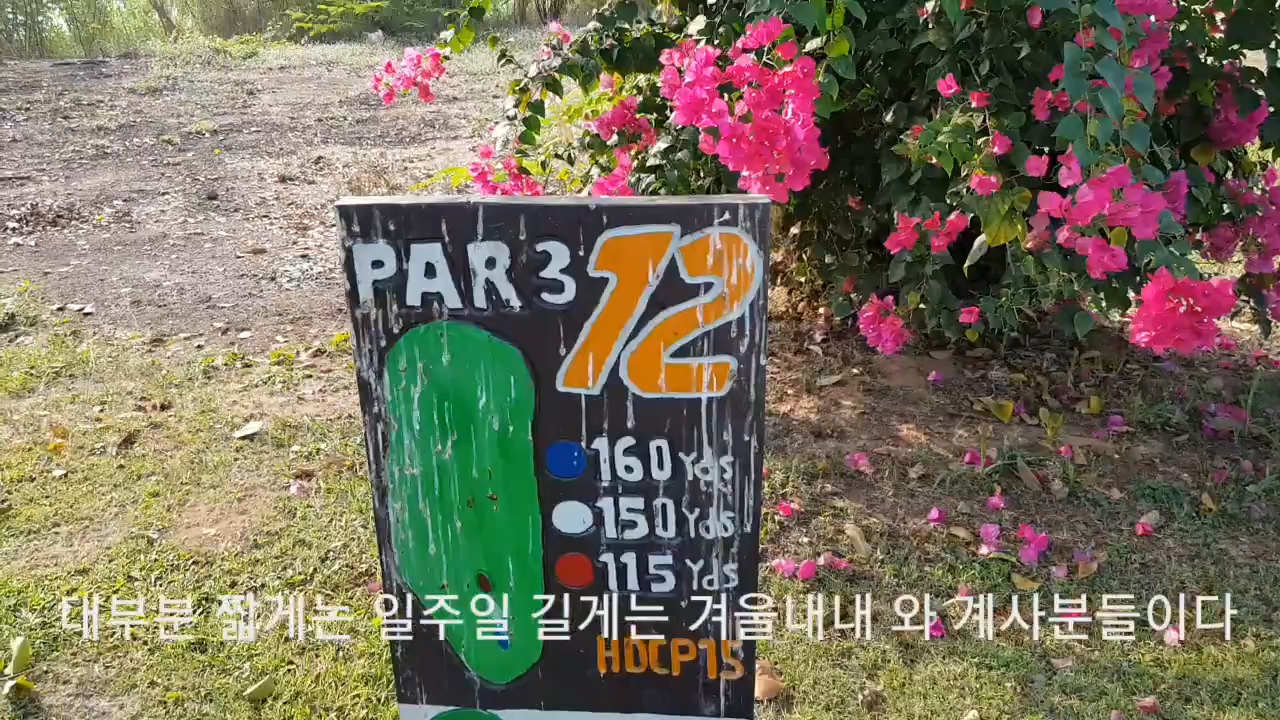 PAR 3 12
160 Yds
150 Yds
115 Yds
대부분 짧게는 일주일 길게는 겨울내내 와 계사분들이다
HDCP15